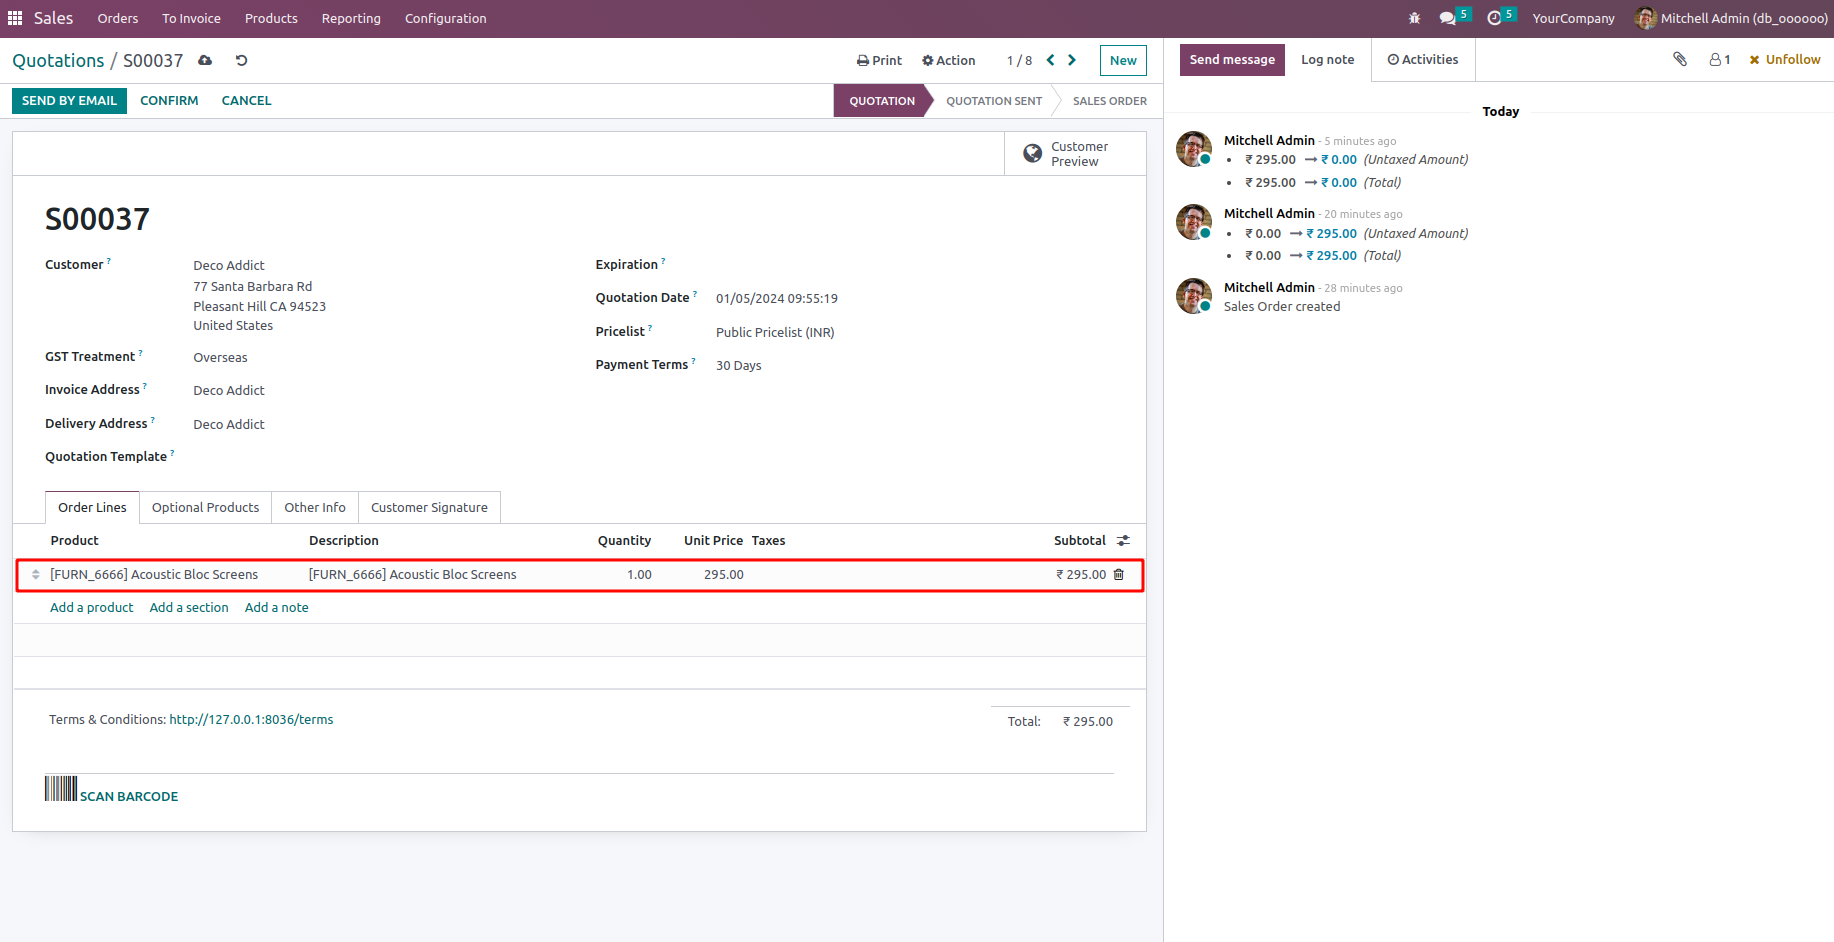 Sales Orders To Invoice Products Reporting Configuration 5 5 YourCompany Mitchell Admin (db_oooooo)
Quotations / S00037 Print Action 1 / 8 New
SEND BY EMAIL CONFIRM CANCEL QUOTATION QUOTATION SENT SALES ORDER
Customer
Preview
S00037
Customer ? Deco Addict
77 Santa Barbara Rd
Pleasant Hill CA 94523
United States
GST Treatment ? Overseas
Invoice Address ? Deco Addict
Delivery Address ? Deco Addict
Quotation Template ?
Expiration ?
Quotation Date ? 01/05/2024 09:55:19
Pricelist ? Public Pricelist (INR)
Payment Terms ? 30 Days
Order Lines Optional Products Other Info Customer Signature
Product Description Quantity Unit Price Taxes Subtotal
[FURN_6666] Acoustic Bloc Screens [FURN_6666] Acoustic Bloc Screens 1.00 295.00 ₹ 295.00
Add a product Add a section Add a note
Terms & Conditions: http://127.0.0.1:8036/terms Total: ₹ 295.00
SCAN BARCODE
Send message Log note Activities 1 Unfollow
Today
Mitchell Admin - 5 minutes ago
• ₹ 295.00 → ₹ 0.00 (Untaxed Amount)
• ₹ 295.00 → ₹ 0.00 (Total)
Mitchell Admin - 20 minutes ago
• ₹ 0.00 → ₹ 295.00 (Untaxed Amount)
• ₹ 0.00 → ₹ 295.00 (Total)
Mitchell Admin - 28 minutes ago
Sales Order created